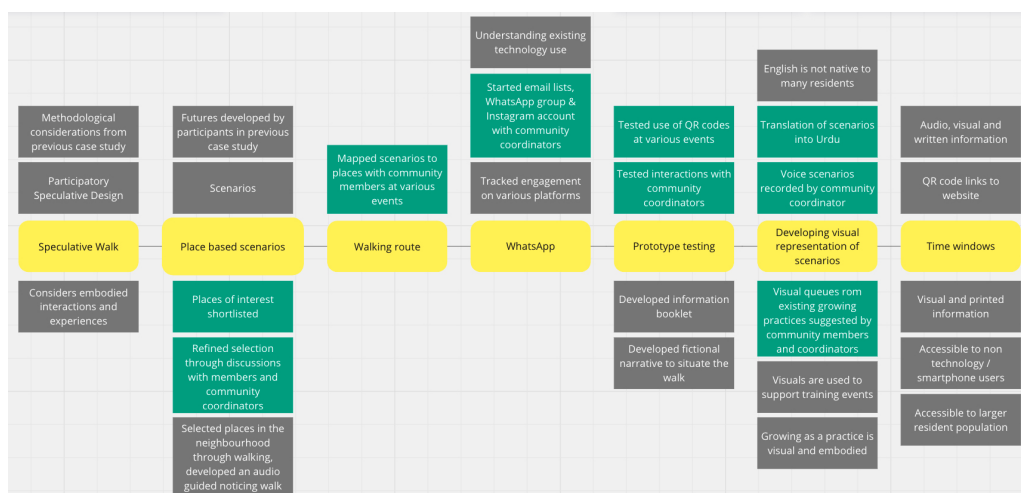 Understanding existing
technology use
English is not native to
many residents
Started email lists,
WhatsApp group &
Instagram account
with community
coordinators
Methodological
considerations from
previous case study
Futures developed by
participants in previous
case study
Tested use of QR codes
at various events
Translation of scenarios
into Urdu
Audio, visual and
written information
Mapped scenarios to
places with community
members at various
events
Participatory
Speculative Design
Scenarios
Tracked engagement
on various platforms
Tested interactions with
community
coordinators
Voice scenarios
recorded by community
coordinator
QR code links to
website
Speculative Walk
Place based scenarios
Walking route
WhatsApp
Prototype testing
Developing visual
representation of
scenarios
Time windows
Considers embodied
interactions and
experiences
Places of interest
shortlisted
Developed information
booklet
Visual queues rom
existing growing
practices suggested by
community members
and coordinators
Visual and printed
information
Refined selection
through discussions
with members and
community
coordinators
Developed fictional
narrative to situate the
walk
Accessible to non
technology /
smartphone users
Visuals are used to
support training events
Accessible to larger
resident population
Selected places in the
neighbourhood
through walking,
developed an audio
guided noticing walk
Growing as a practice is
visual and embodied